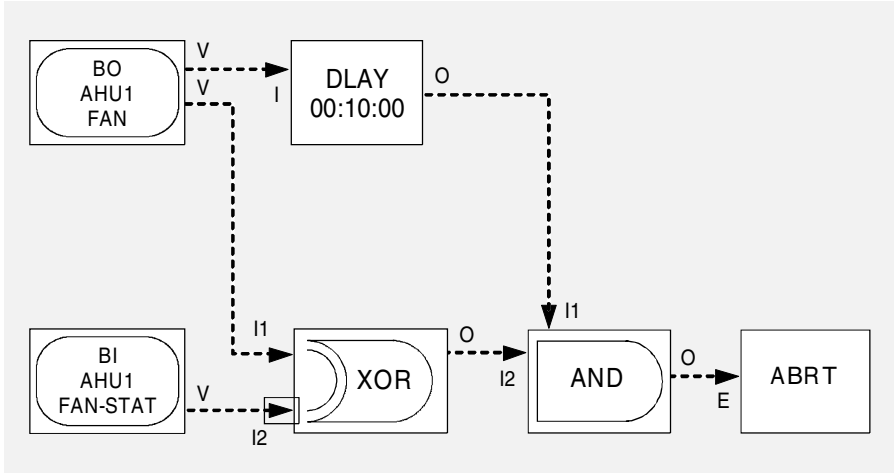 BO
AHU1
FAN
V
V
I
DLAY
00:10:00
O
BI
AHU1
FAN-STAT
V
I1
I2
XOR
O
I1
I2
AND
O
E
ABRT